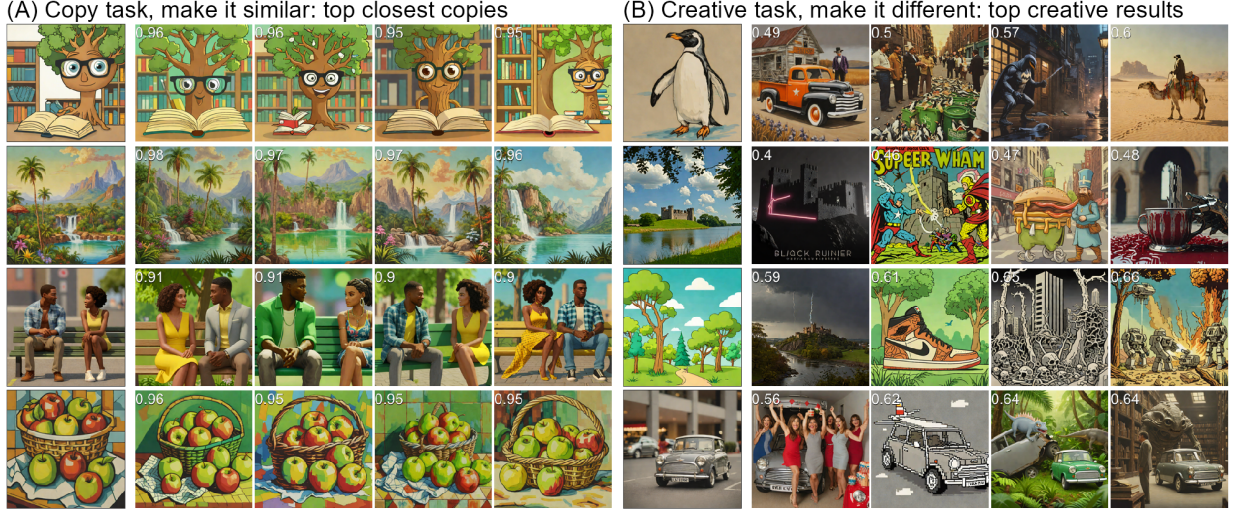 (A) Copy task, make it similar: top closest copies
(B) Creative task, make it different: top creative results
0.96 0.96 0.95 0.95
0.49 0.5 0.57 0.6
0.98 0.97 0.97 0.96
0.4 0.46 0.47 0.48
SUPEER WHAM
BLACK RUINIER
0.91 0.91 0.9 0.9
0.59 0.61 0.65 0.66
0.96 0.95 0.95 0.95
0.56 0.62 0.64 0.64